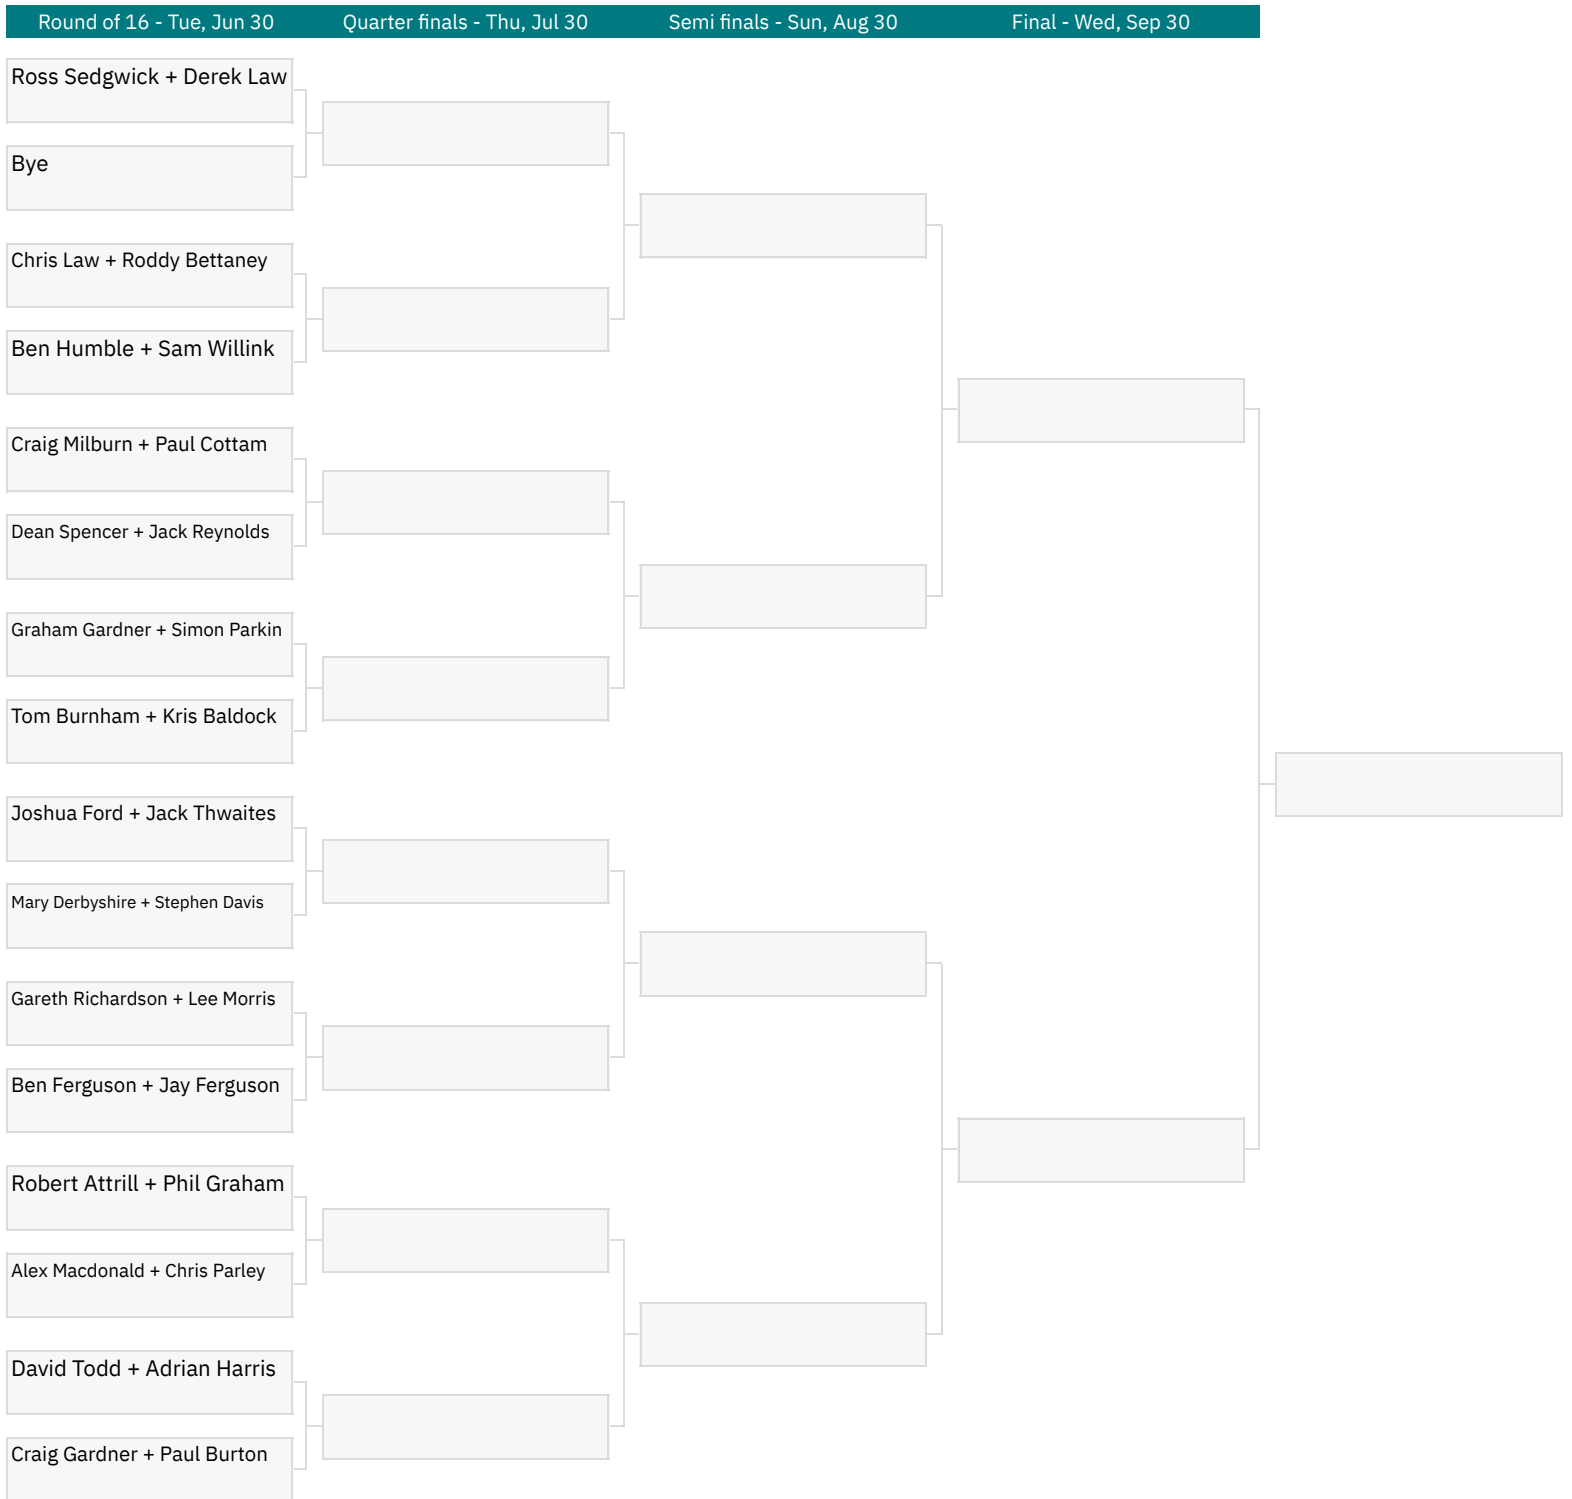 Round of 16 - Tue, Jun 30
Quarter finals - Thu, Jul 30
Semi finals - Sun, Aug 30
Final - Wed, Sep 30
Ross Sedgwick + Derek Law
Bye
Chris Law + Roddy Bettaney
Ben Humble + Sam Willink
Craig Milburn + Paul Cottam
Dean Spencer + Jack Reynolds
Graham Gardner + Simon Parkin
Tom Burnham + Kris Baldock
Joshua Ford + Jack Thwaites
Mary Derbyshire + Stephen Davis
Gareth Richardson + Lee Morris
Ben Ferguson + Jay Ferguson
Robert Attrill + Phil Graham
Alex Macdonald + Chris Parley
David Todd + Adrian Harris
Craig Gardner + Paul Burton